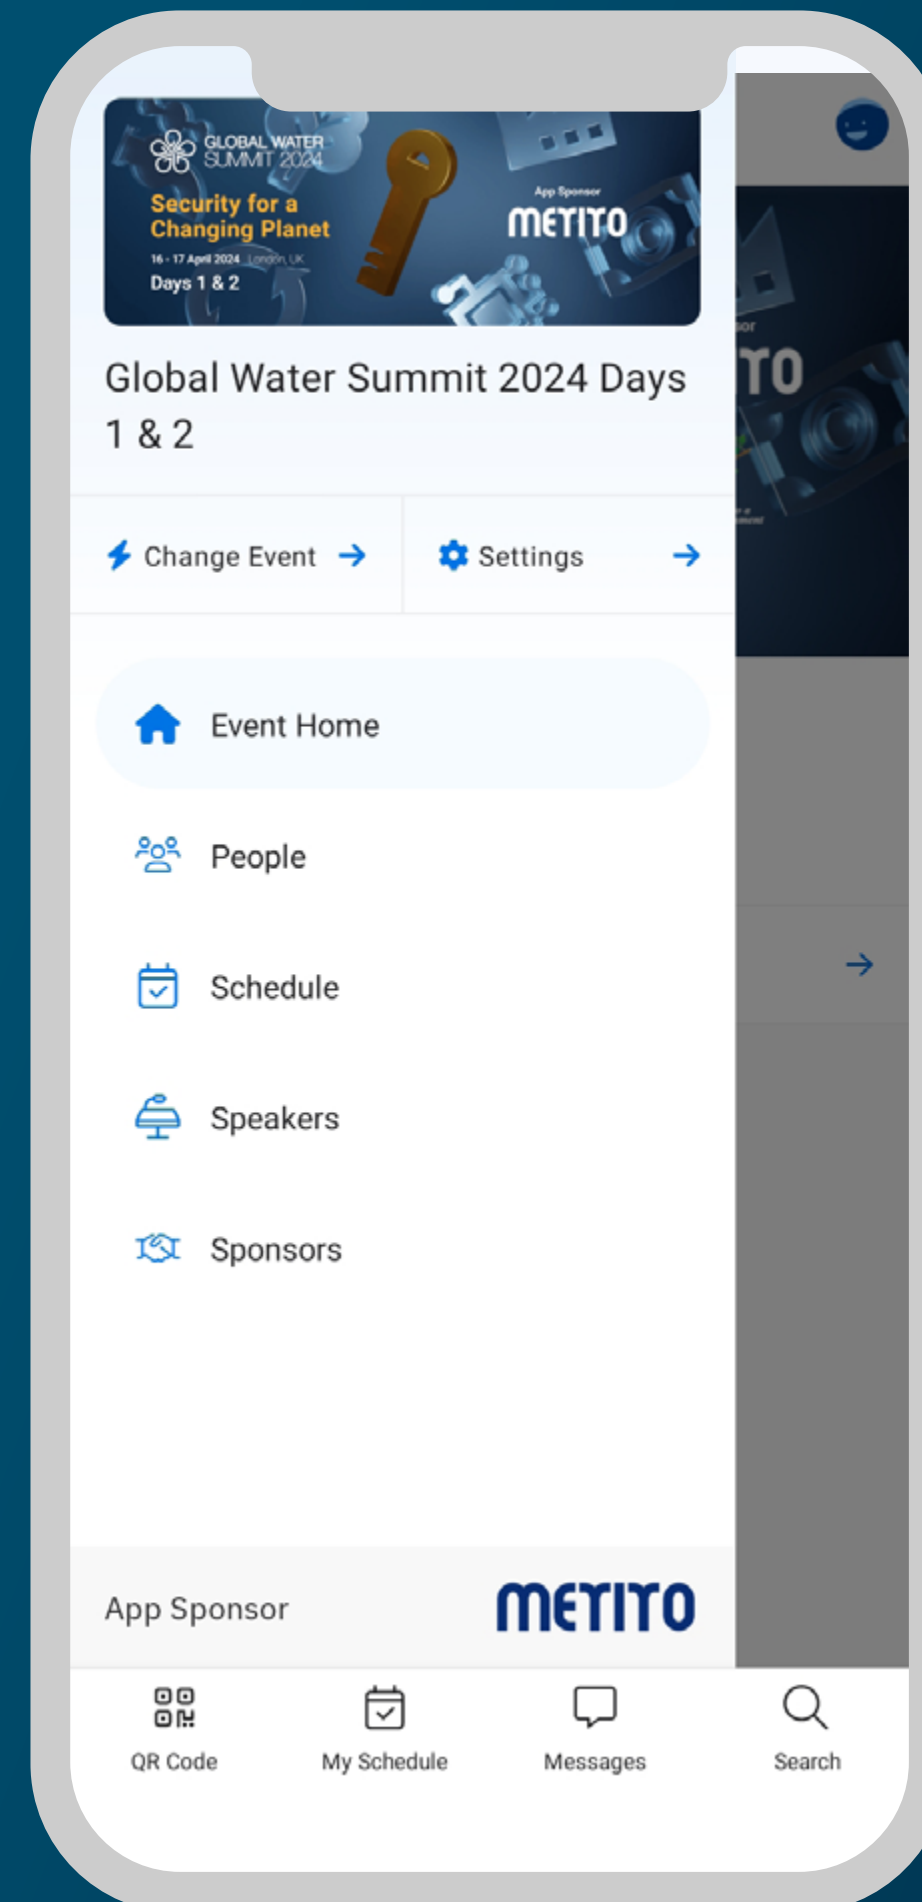 GLOBAL WATER
SUMMIT 2024
Security for a
Changing Planet
16 - 17 April 2024 London, UK
Days 1 & 2
App Sponsor
METITO
Global Water Summit 2024 Days
1 & 2
Change Event
Settings
Event Home
People
Schedule
Speakers
Sponsors
App Sponsor
METITO
QR Code
My Schedule
Messages
Search